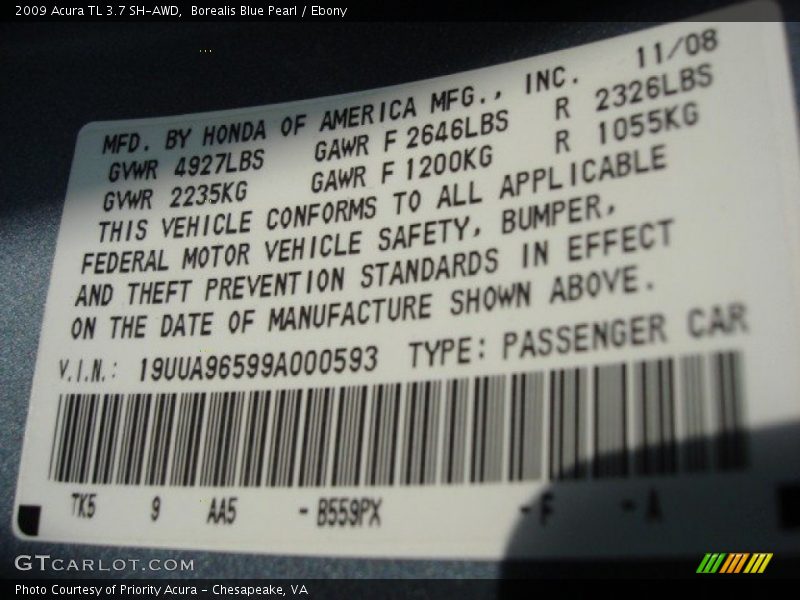 2009 Acura TL 3.7 SH-AWD,  Borealis Blue Pearl / Ebony
MFD. BY HONDA OF AMERICA MFG., INC. 11/08
GVWR 4927LBS GAWR F 2646LBS R 2326LBS
GVWR 2235KG GAWR F 1200KG R 1055KG
THIS VEHICLE CONFORMS TO ALL APPLICABLE
FEDERAL MOTOR VEHICLE SAFETY, BUMPER,
AND THEFT PREVENTION STANDARDS IN EFFECT
ON THE DATE OF MANUFACTURE SHOWN ABOVE.
V.I.N.: 19UUA96599A000593 TYPE: PASSENGER CAR
TK5 9 AA5 -B559PX -F -A
GTCARLOT.COM
Photo Courtesy of Priority Acura - Chesapeake, VA